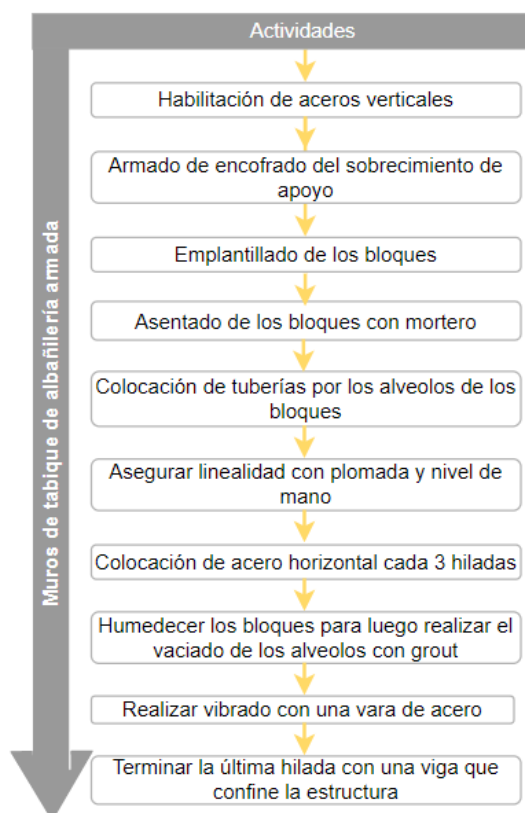 Actividades
Muros de tabique de albañilería armada
Habilitación de aceros verticales
Armado de encofrado del sobrecimiento de
apoyo
Emplantillado de los bloques
Asentado de los bloques con mortero
Colocación de tuberías por los alveolos de los
bloques
Asegurar linealidad con plomada y nivel de
mano
Colocación de acero horizontal cada 3 hiladas
Humedecer los bloques para luego realizar el
vaciado de los alveolos con grout
Realizar vibrado con una vara de acero
Terminar la última hilada con una viga que
confine la estructura